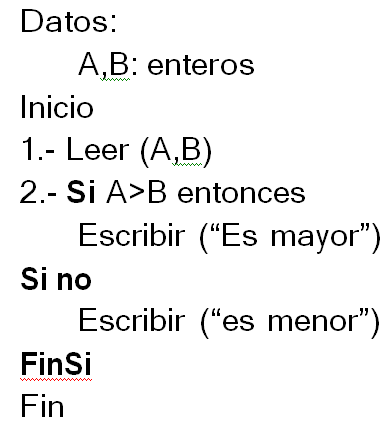 Datos:
A,B: enteros
Inicio
1.- Leer (A,B)
2.- Si A>B entonces
Escribir (“Es mayor”)
Si no
Escribir (“es menor”)
FinSi
Fin